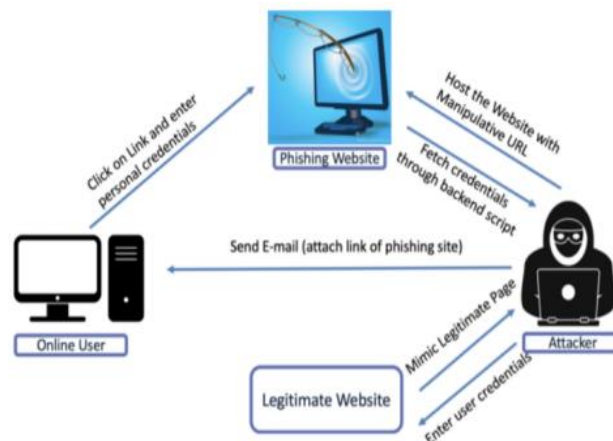 Click on Link and enter
personal credentials
Host the Website with
Manipulative URL
Phishing Website
Fetch credentials
through backend script
Send E-mail (attach link of phishing site)
Online User
Attacker
Mimic Legitimate Page
Legitimate Website
Enter user credentials